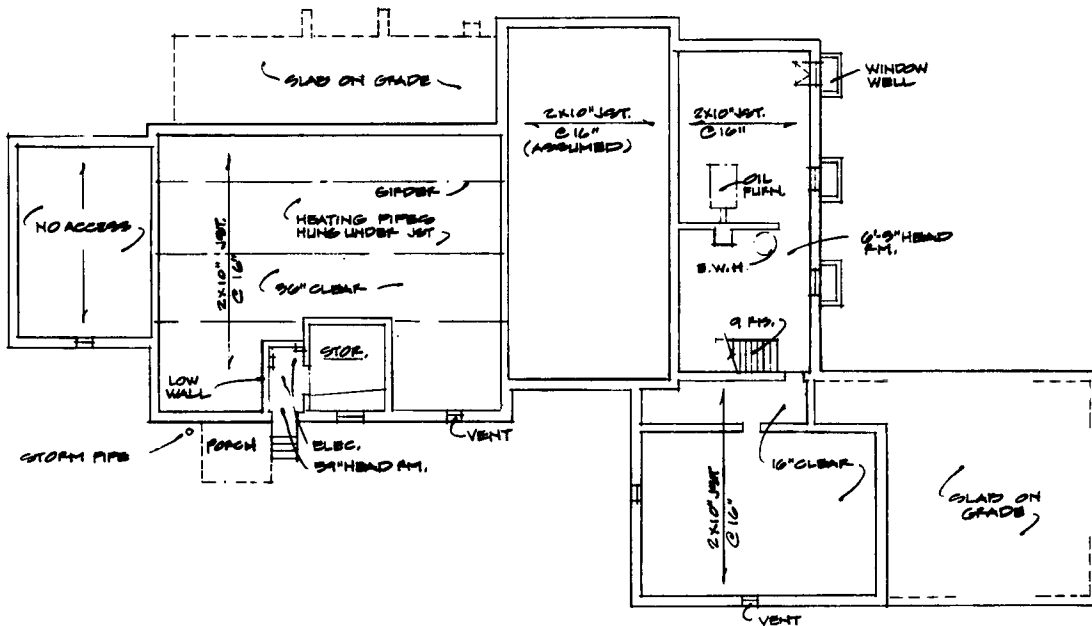 SLAB ON GRADE
WINDOW
WELL
2X10" JST.
@ 16"
(ASSUMED)
2X10" JST.
@ 16"
GIRDER
OIL
FURN.
NO ACCESS
HEATING PIPES
HUNG UNDER JST
2X10" JST.
@ 16"
6'-3" HEAD
RM.
E.W.H.
36" CLEAR
9 RIS.
STOR.
LOW
WALL
VENT
STORM PIPE
PORCH
ELEC.
59" HEAD RM.
16" CLEAR
2X10" JST
@ 16"
SLAB ON
GRADE
VENT